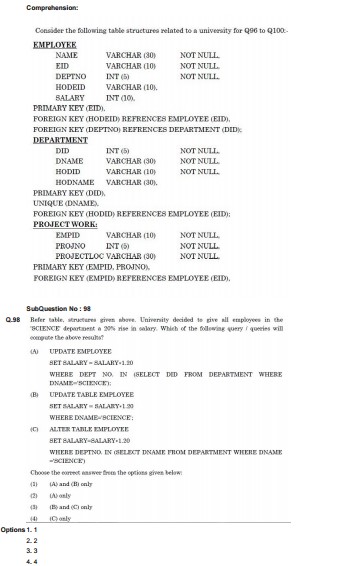 Comprehension:
Consider the following table structures related to a university for Q96 to Q100:-
EMPLOYEE
NAME VARCHAR (30) NOT NULL,
EID VARCHAR (10) NOT NULL,
DEPTNO INT (5) NOT NULL,
HODEID VARCHAR (10),
SALARY INT (10),
PRIMARY KEY (EID),
FOREIGN KEY (HODEID) REFRENCES EMPLOYEE (EID),
FOREIGN KEY (DEPTNO) REFRENCES DEPARTMENT (DID);
DEPARTMENT
DID INT (5) NOT NULL,
DNAME VARCHAR (30) NOT NULL,
HODID VARCHAR (10) NOT NULL,
HODNAME VARCHAR (30),
PRIMARY KEY (DID),
UNIQUE (DNAME),
FOREIGN KEY (HODID) REFERENCES EMPLOYEE (EID);
PROJECT WORK:
EMPID VARCHAR (10) NOT NULL,
PROJNO INT (5) NOT NULL,
PROJECTLOC VARCHAR (30) NOT NULL,
PRIMARY KEY (EMPID, PROJNO),
FOREIGN KEY (EMPID) REFERENCES EMPLOYEE (EID),
SubQuestion No : 98
Q.98 Refer table, structures given above. University decided to give all employees in the
'SCIENCE' department a 20% rise in salary. Which of the following query / queries will
compute the above results?
(A) UPDATE EMPLOYEE
SET SALARY = SALARY*1.20
WHERE DEPT NO. IN (SELECT DID FROM DEPARTMENT WHERE
DNAME='SCIENCE');
(B) UPDATE TABLE EMPLOYEE
SET SALARY = SALARY*1.20
WHERE DNAME='SCIENCE';
(C) ALTER TABLE EMPLOYEE
SET SALARY=SALARY*1.20
WHERE DEPTNO. IN (SELECT DNAME FROM DEPARTMENT WHERE DNAME
='SCIENCE')
Choose the correct answer from the options given below:
(1) (A) and (B) only
(2) (A) only
(3) (B) and (C) only
(4) (C) only
Options 1. 1
2. 2
3. 3
4. 4